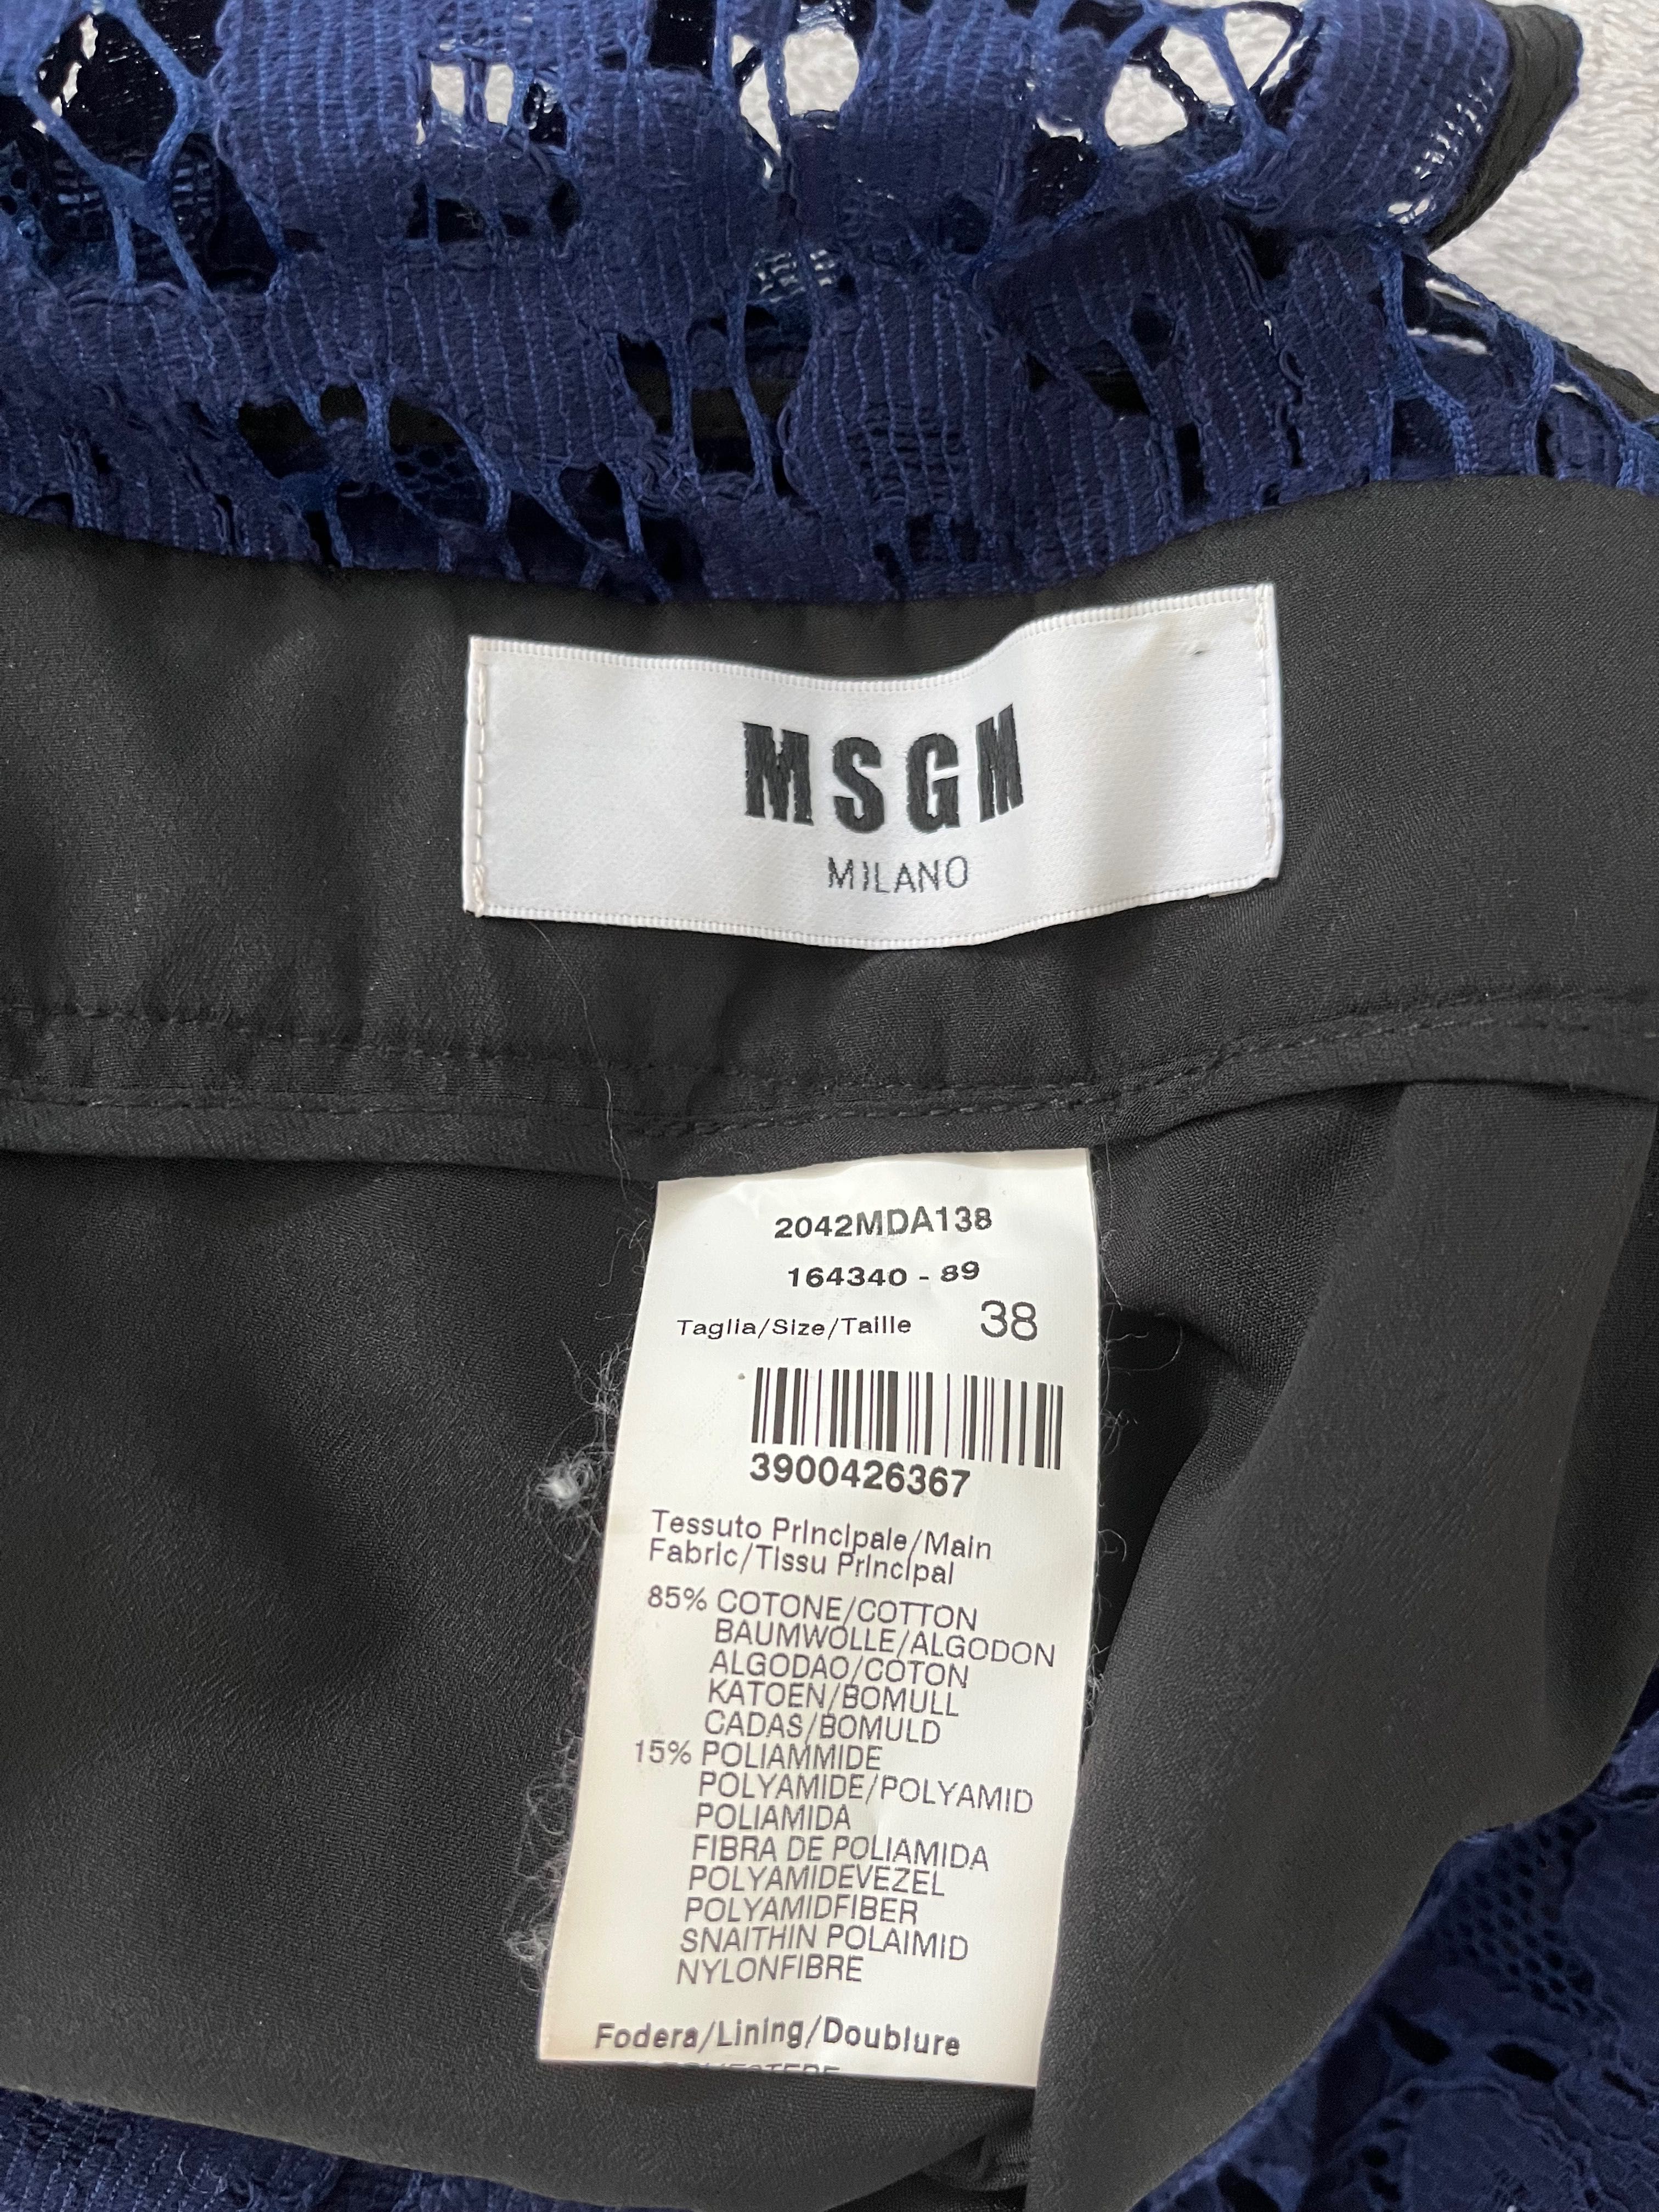 MSGM
MILANO
2042MDA138
164340 - 89
Taglia/Size/Taille 38
3900426367
Tessuto Principale/Main
Fabric/Tissu Principal
85% COTONE/COTTON
BAUMWOLLE/ALGODON
ALGODAO/COTON
KATOEN/BOMULL
CADAS/BOMULD
15% POLIAMMIDE
POLYAMIDE/POLYAMID
POLIAMIDA
FIBRA DE POLIAMIDA
POLYAMIDEVEZEL
POLYAMIDFIBER
SNAITHIN POLAIMID
NYLONFIBRE
Fodera/Lining/Doublure